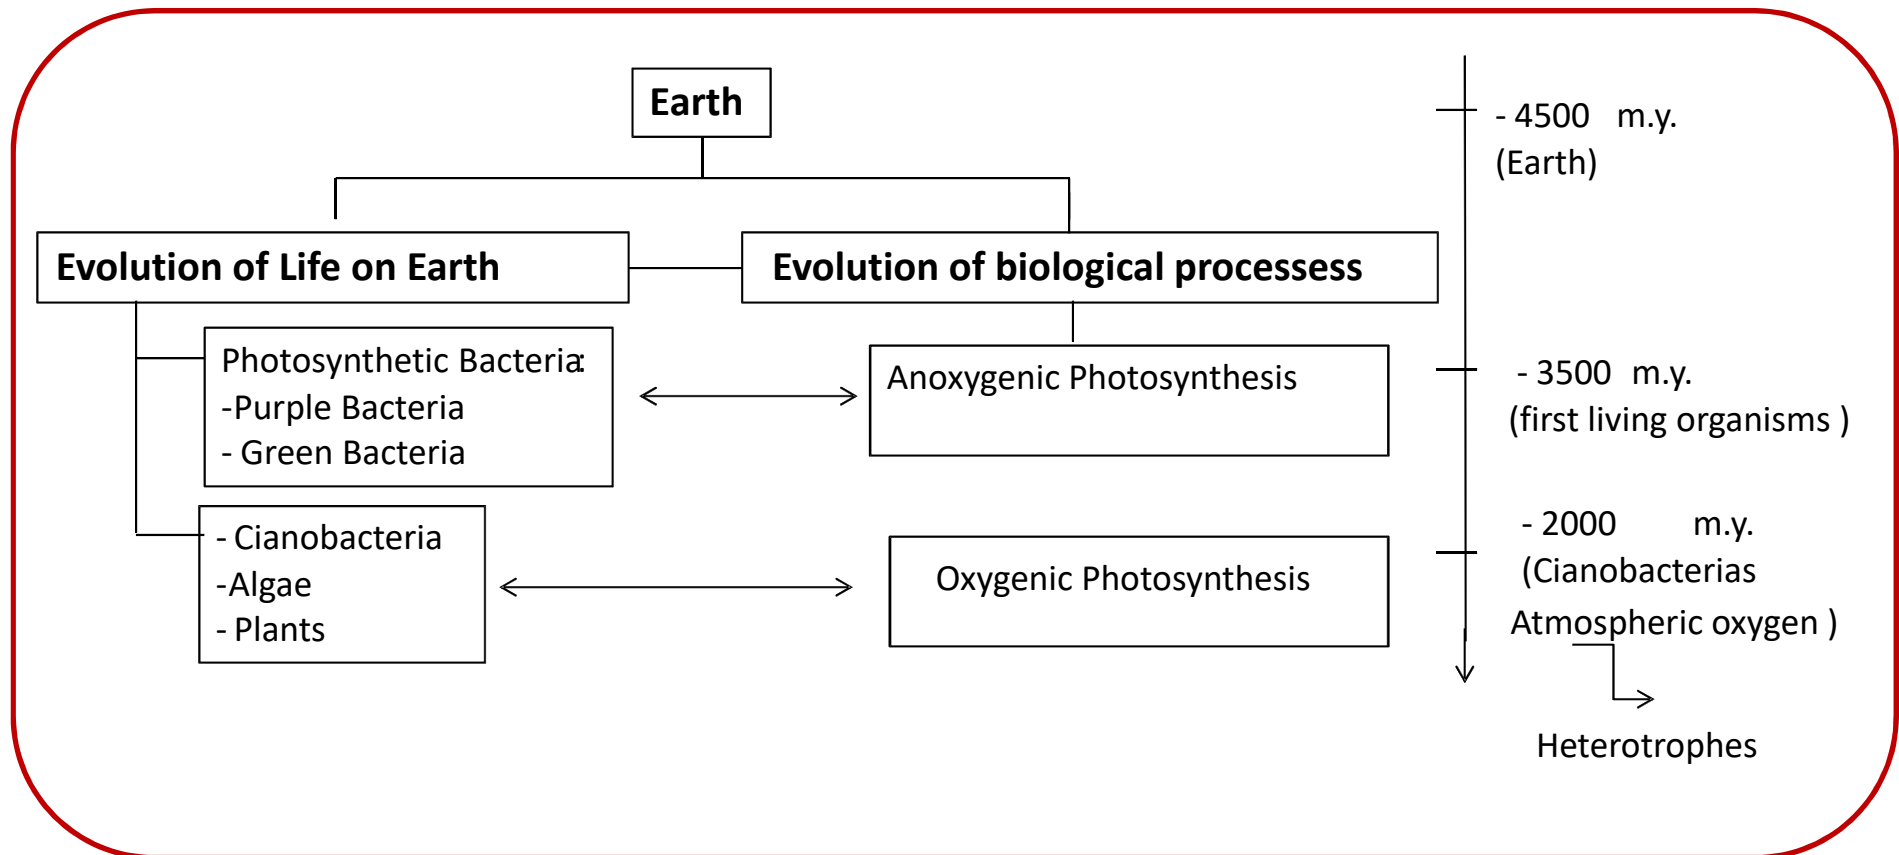 Earth
Evolution of Life on Earth
Evolution of biological processess
Photosynthetic Bacteria:
-Purple Bacteria
- Green Bacteria
Anoxygenic Photosynthesis
- Cianobacteria
-Algae
- Plants
Oxygenic Photosynthesis
- 4500 m.y.
(Earth)
- 3500 m.y.
(first living organisms )
- 2000 m.y.
(Cianobacterias
Atmospheric oxygen )
Heterotrophes